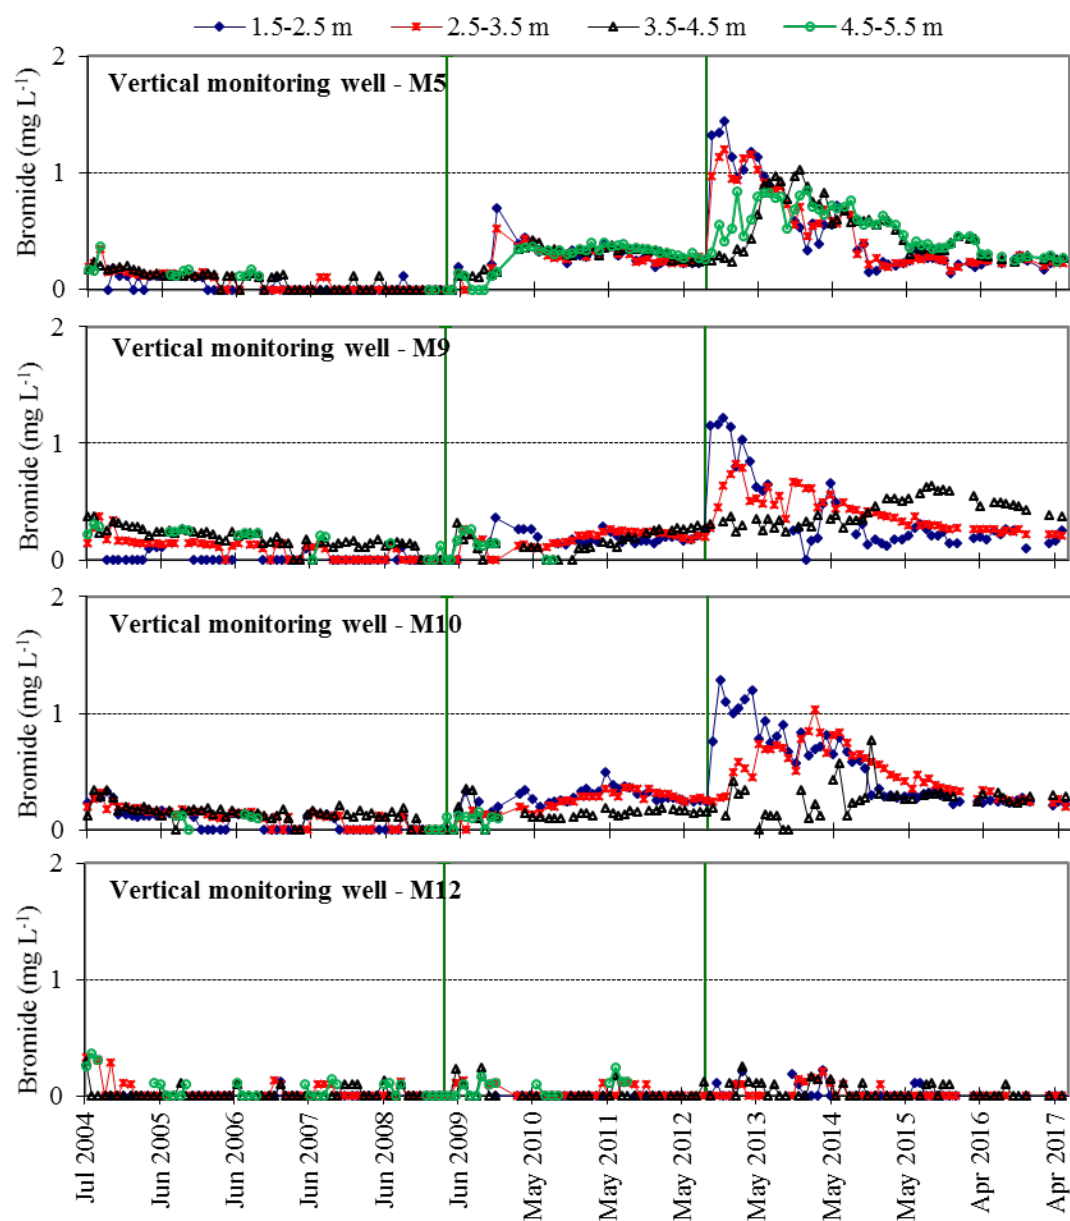 1.5-2.5 m 2.5-3.5 m 3.5-4.5 m 4.5-5.5 m
2
Vertical monitoring well - M5
Bromide (mg L-1)
1
0
2
Vertical monitoring well - M9
Bromide (mg L-1)
1
0
2
Vertical monitoring well - M10
Bromide (mg L-1)
1
0
2
Vertical monitoring well - M12
Bromide (mg L-1)
1
0
Jul 2004
Jun 2005
Jun 2006
Jun 2007
Jun 2008
Jun 2009
May 2010
May 2011
May 2012
May 2013
May 2014
May 2015
Apr 2016
Apr 2017